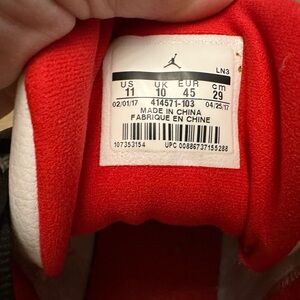 LN3
US UK EUR cm
11 10 45 29
02/01/17 414571-103 04/25/17
MADE IN CHINA
FABRIQUE EN CHINE
107353154 UPC 00886737155288